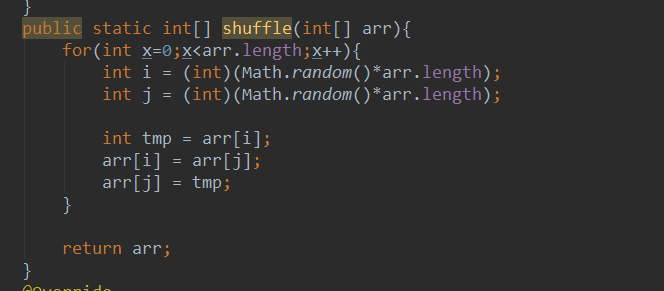 }
public static int[] shuffle(int[] arr){
    for(int x=0;x<arr.length;x++){
        int i = (int)(Math.random()*arr.length);
        int j = (int)(Math.random()*arr.length);

        int tmp = arr[i];
        arr[i] = arr[j];
        arr[j] = tmp;
    }

    return arr;
}
@Override